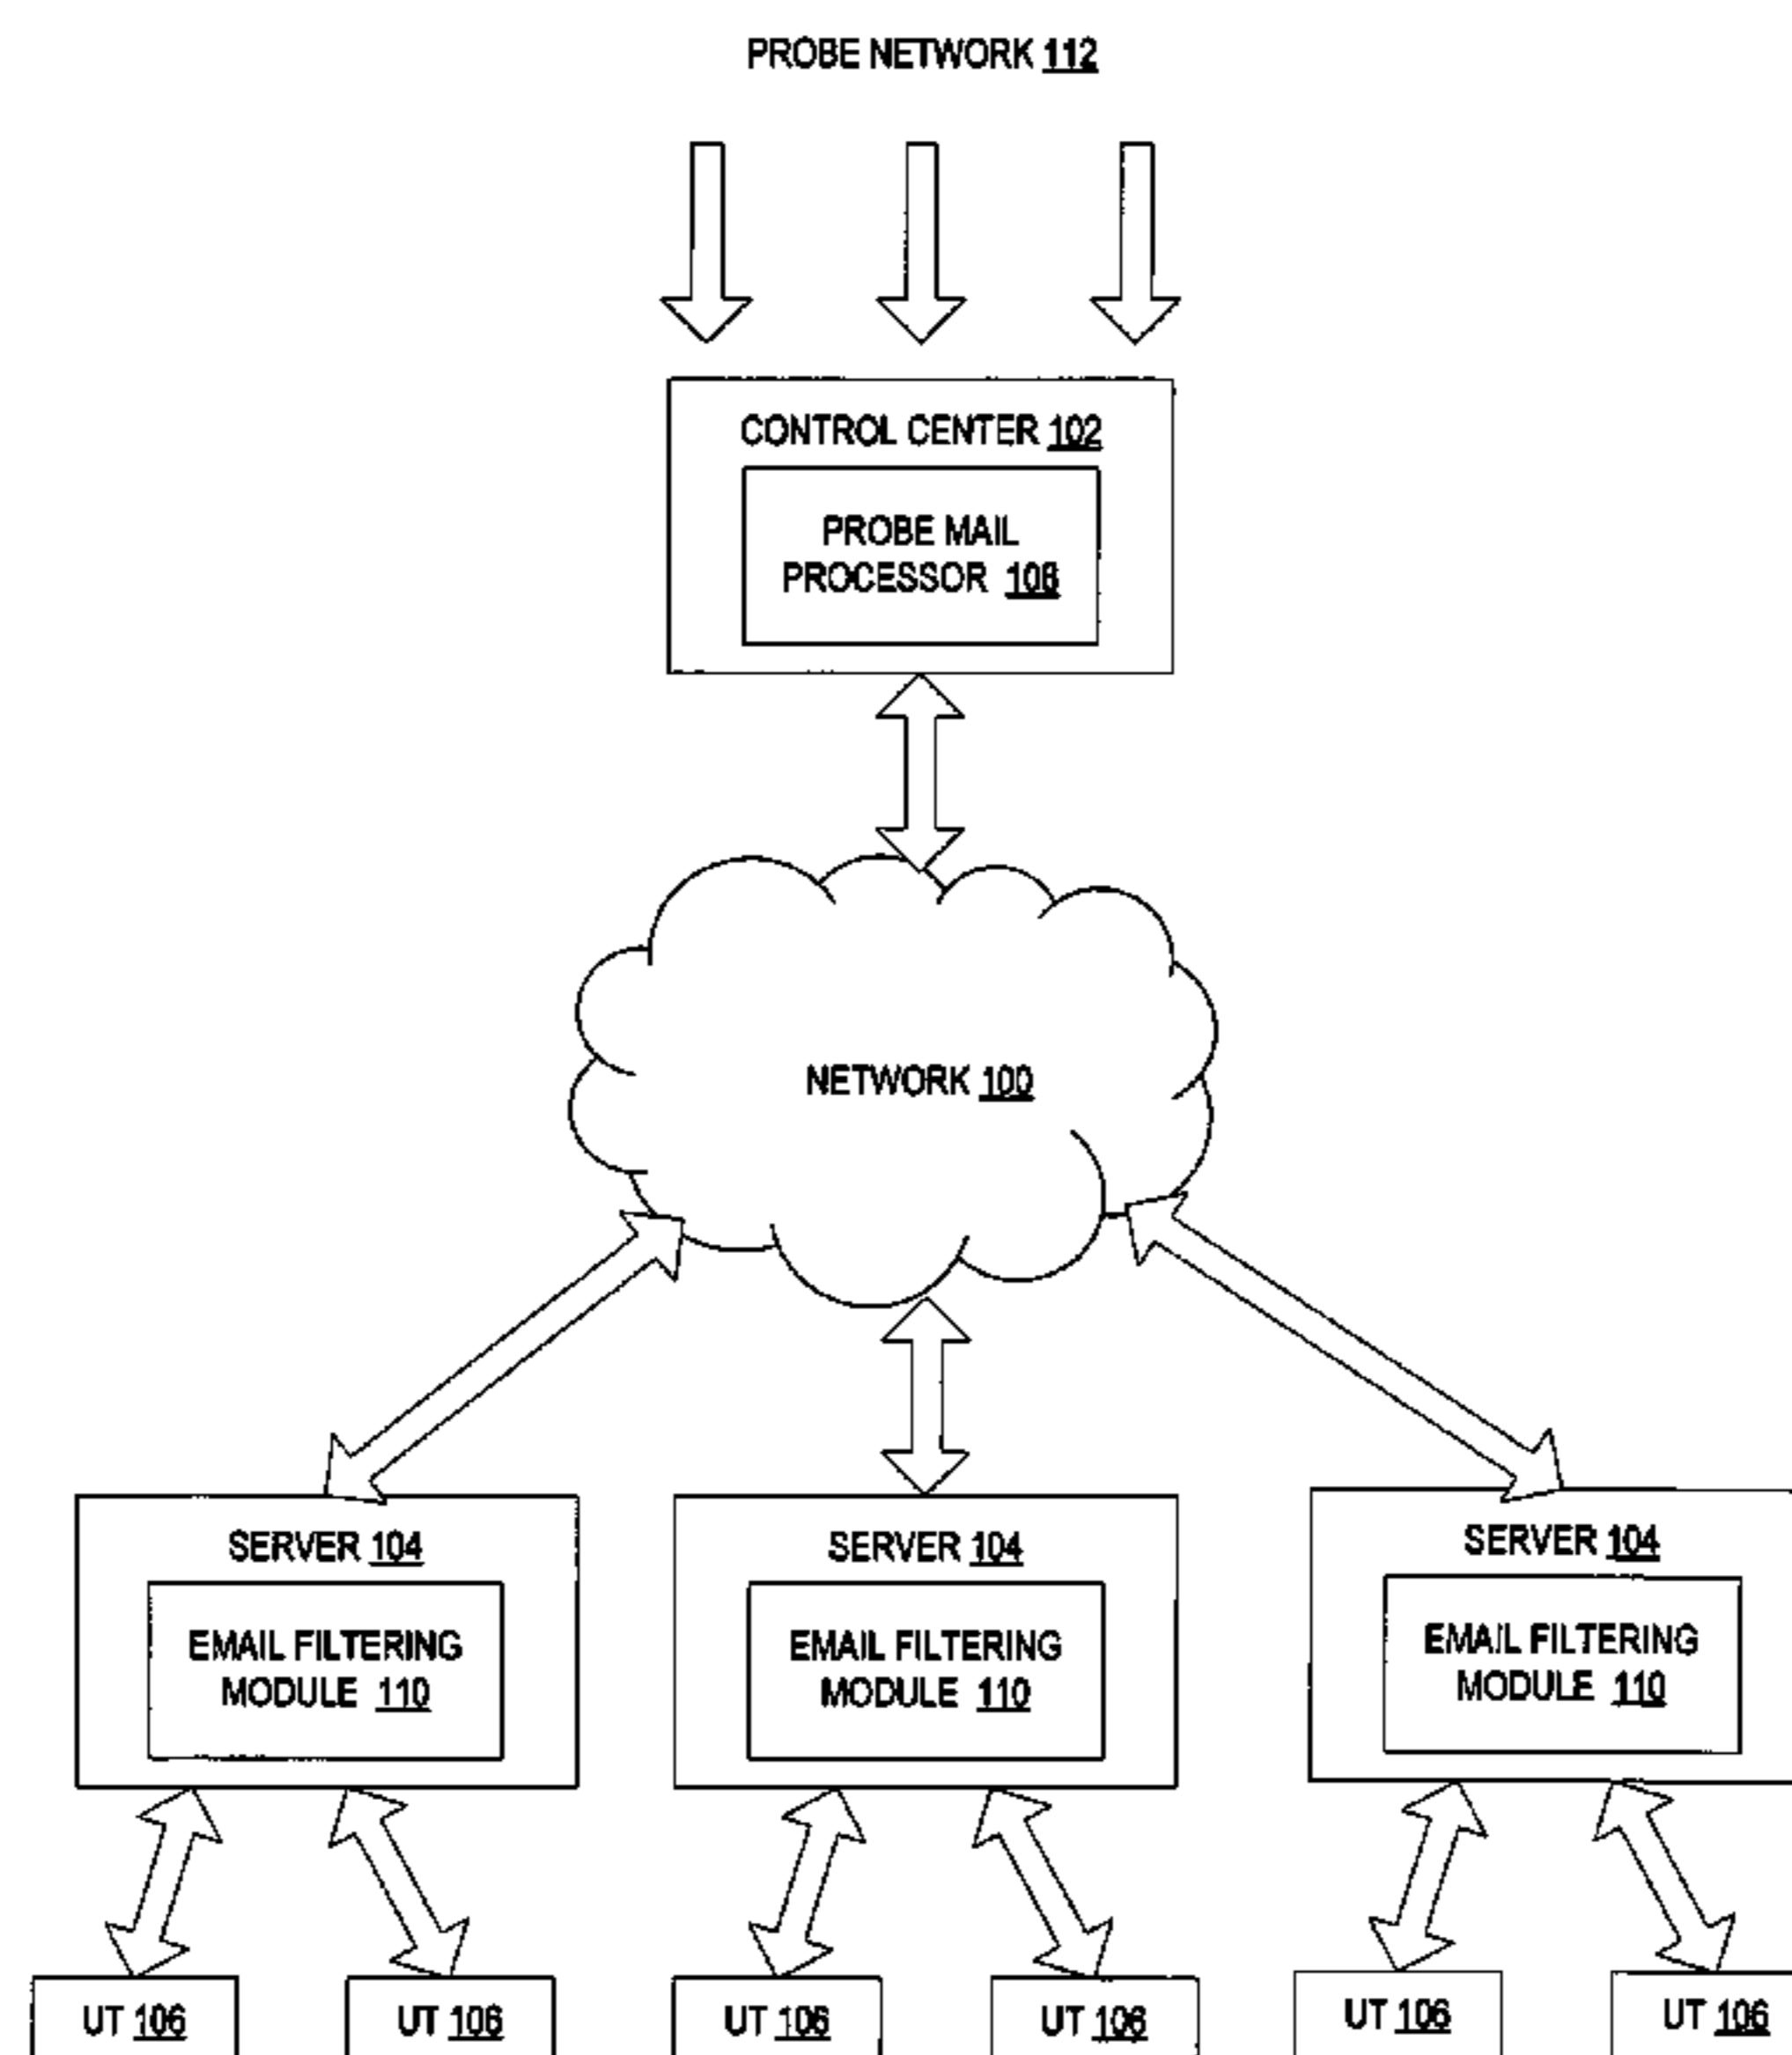 PROBE NETWORK 112
CONTROL CENTER 102
PROBE MAIL
PROCESSOR 108
NETWORK 100
SERVER 104
EMAIL FILTERING
MODULE 110
SERVER 104
EMAIL FILTERING
MODULE 110
SERVER 104
EMAIL FILTERING
MODULE 110
UT 106
UT 106
UT 106
UT 106
UT 106
UT 106